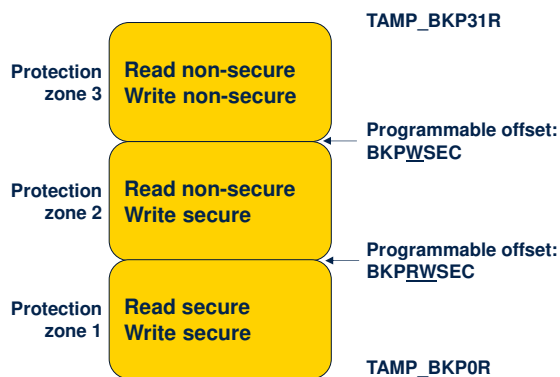 TAMP_BKP31R
Protection
zone 3
Read non-secure
Write non-secure
Programmable offset:
BKPWSEC
Protection
zone 2
Read non-secure
Write secure
Programmable offset:
BKPRWSEC
Protection
zone 1
Read secure
Write secure
TAMP_BKP0R